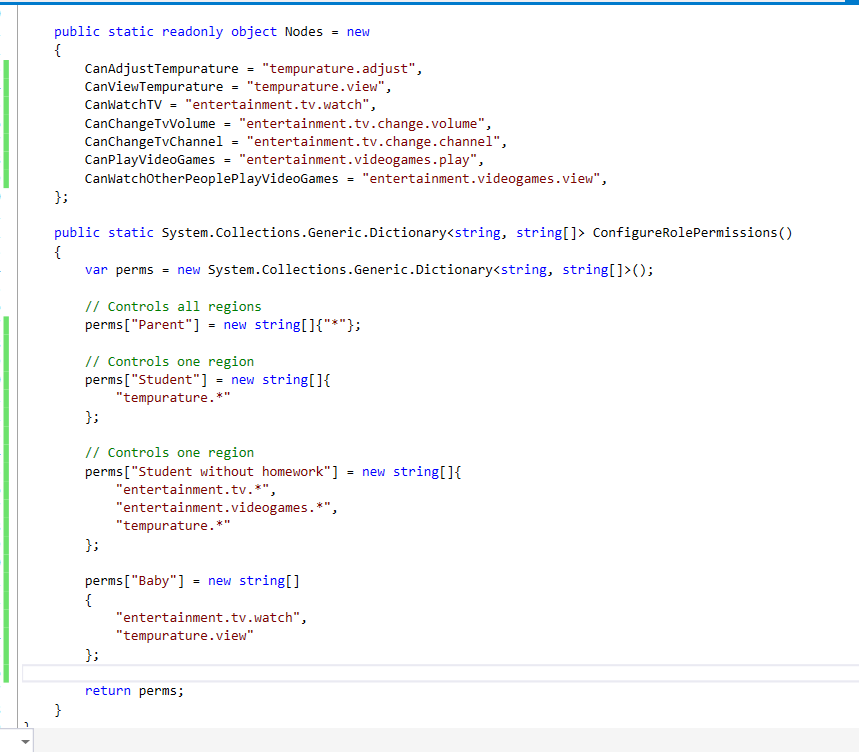 public static readonly object Nodes = new
{
CanAdjustTempurature = "tempurature.adjust",
CanViewTempurature = "tempurature.view",
CanWatchTV = "entertainment.tv.watch",
CanChangeTvVolume = "entertainment.tv.change.volume",
CanChangeTvChannel = "entertainment.tv.change.channel",
CanPlayVideoGames = "entertainment.videogames.play",
CanWatchOtherPeoplePlayVideoGames = "entertainment.videogames.view",
};
public static System.Collections.Generic.Dictionary<string, string[]> ConfigureRolePermissions()
{
var perms = new System.Collections.Generic.Dictionary<string, string[]>();
// Controls all regions
perms["Parent"] = new string[]{"*"};
// Controls one region
perms["Student"] = new string[]{
"tempurature.*"
};
// Controls one region
perms["Student without homework"] = new string[]{
"entertainment.tv.*",
"entertainment.videogames.*",
"tempurature.*"
};
perms["Baby"] = new string[]
{
"entertainment.tv.watch",
"tempurature.view"
};
return perms;
}